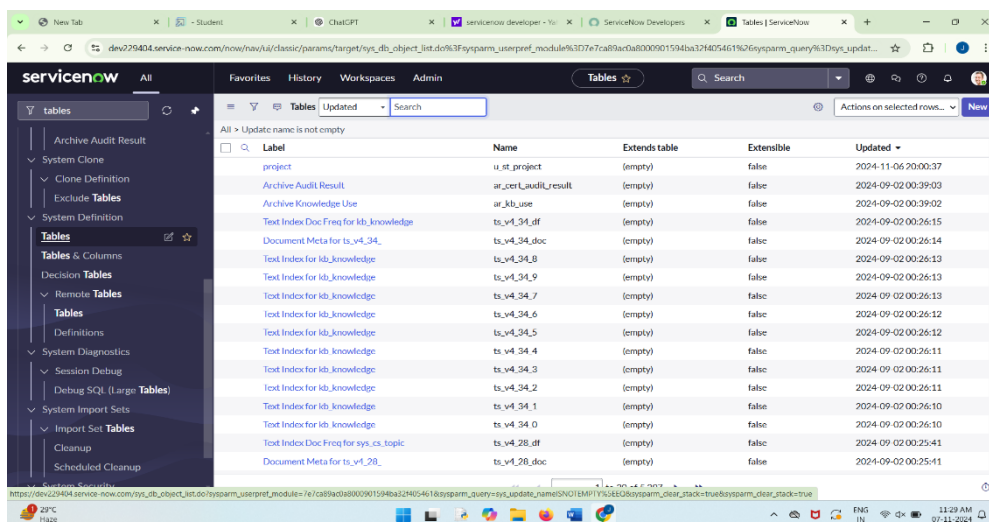 New Tab
- Student
ChatGPT
servicenow developer - Ya
ServiceNow Developers
Tables | ServiceNow
dev229404.service-now.com/now/nav/ui/classic/params/target/sys_db_object_list.do%3Fsysparm_userpref_module%3D7e7ca89ac0a8000901594ba32f405461%26sysparm_query%3Dsys_updat...
servicenow All Favorites History Workspaces Admin Tables Search
tables
Archive Audit Result
System Clone
Clone Definition
Exclude Tables
System Definition
Tables
Tables & Columns
Decision Tables
Remote Tables
Tables
Definitions
System Diagnostics
Session Debug
Debug SQL (Large Tables)
System Import Sets
Import Set Tables
Cleanup
Scheduled Cleanup
System Security
Tables Updated Search Actions on selected rows... New
All > Update name is not empty
Label Name Extends table Extensible Updated
project u_st_project (empty) false 2024-11-06 20:00:37
Archive Audit Result ar_cert_audit_result (empty) false 2024-09-02 00:39:03
Archive Knowledge Use ar_kb_use (empty) false 2024-09-02 00:39:02
Text Index Doc Freq for kb_knowledge ts_v4_34_df (empty) false 2024-09-02 00:26:15
Document Meta for ts_v4_34_ ts_v4_34_doc (empty) false 2024-09-02 00:26:14
Text Index for kb_knowledge ts_v4_34_8 (empty) false 2024-09-02 00:26:13
Text Index for kb_knowledge ts_v4_34_9 (empty) false 2024-09-02 00:26:13
Text Index for kb_knowledge ts_v4_34_7 (empty) false 2024-09-02 00:26:13
Text Index for kb_knowledge ts_v4_34_6 (empty) false 2024-09-02 00:26:12
Text Index for kb_knowledge ts_v4_34_5 (empty) false 2024-09-02 00:26:12
Text Index for kb_knowledge ts_v4_34_4 (empty) false 2024-09-02 00:26:11
Text Index for kb_knowledge ts_v4_34_3 (empty) false 2024-09-02 00:26:11
Text Index for kb_knowledge ts_v4_34_2 (empty) false 2024-09-02 00:26:11
Text Index for kb_knowledge ts_v4_34_1 (empty) false 2024-09-02 00:26:10
Text Index for kb_knowledge ts_v4_34_0 (empty) false 2024-09-02 00:26:10
Text Index Doc Freq for sys_cs_topic ts_v4_28_df (empty) false 2024-09-02 00:25:41
Document Meta for ts_v4_28_ ts_v4_28_doc (empty) false 2024-09-02 00:25:41
https://dev229404.service-now.com/sys_db_object_list.do?sysparm_userpref_module=7e7ca89ac0a8000901594ba32f405461&sysparm_query=sys_update_nameISNOTEMPTY%5EEQ&sysparm_clear_stack=true&sysparm_clear_stack=true
29°C
Haze
ENG
IN
11:29 AM
07-11-2024